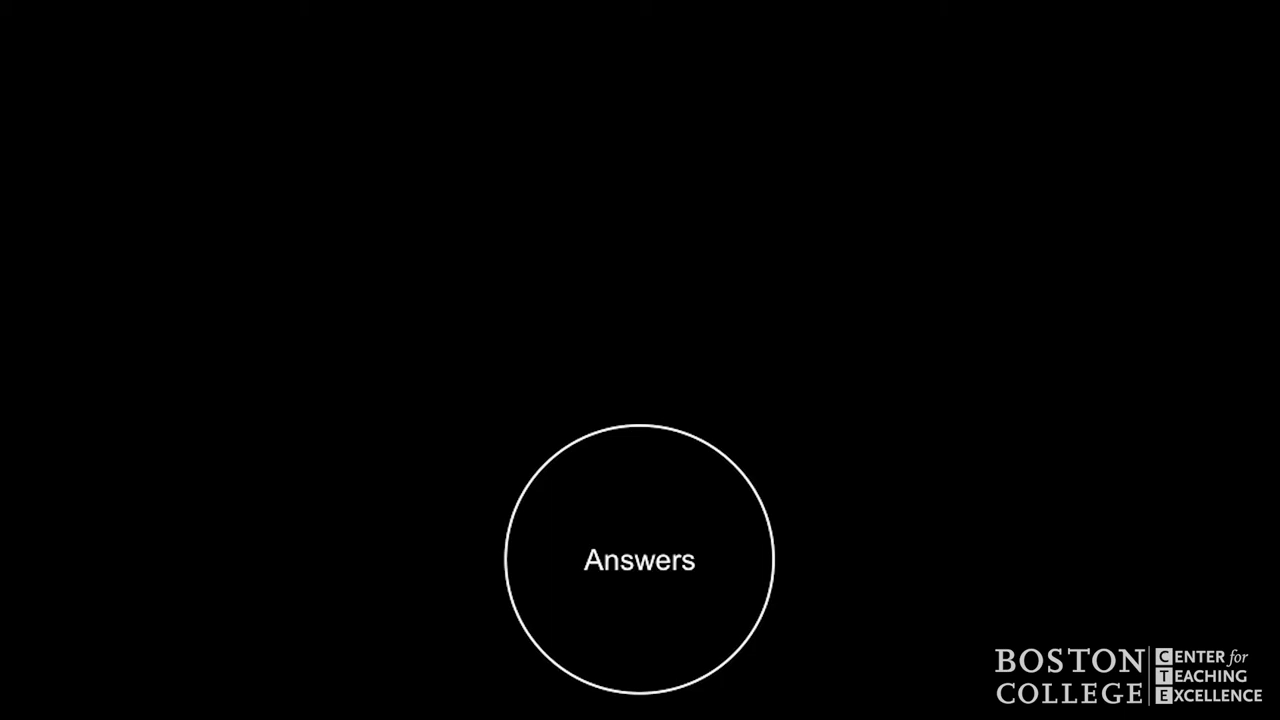 Answers
BOSTON
COLLEGE
CENTER for
TEACHING
EXCELLENCE